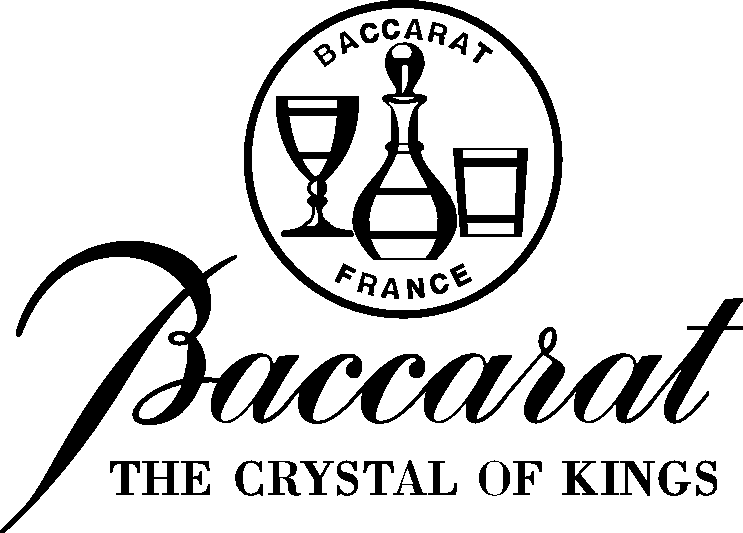 BACCARAT
FRANCE
Baccarat
THE CRYSTAL OF KINGS